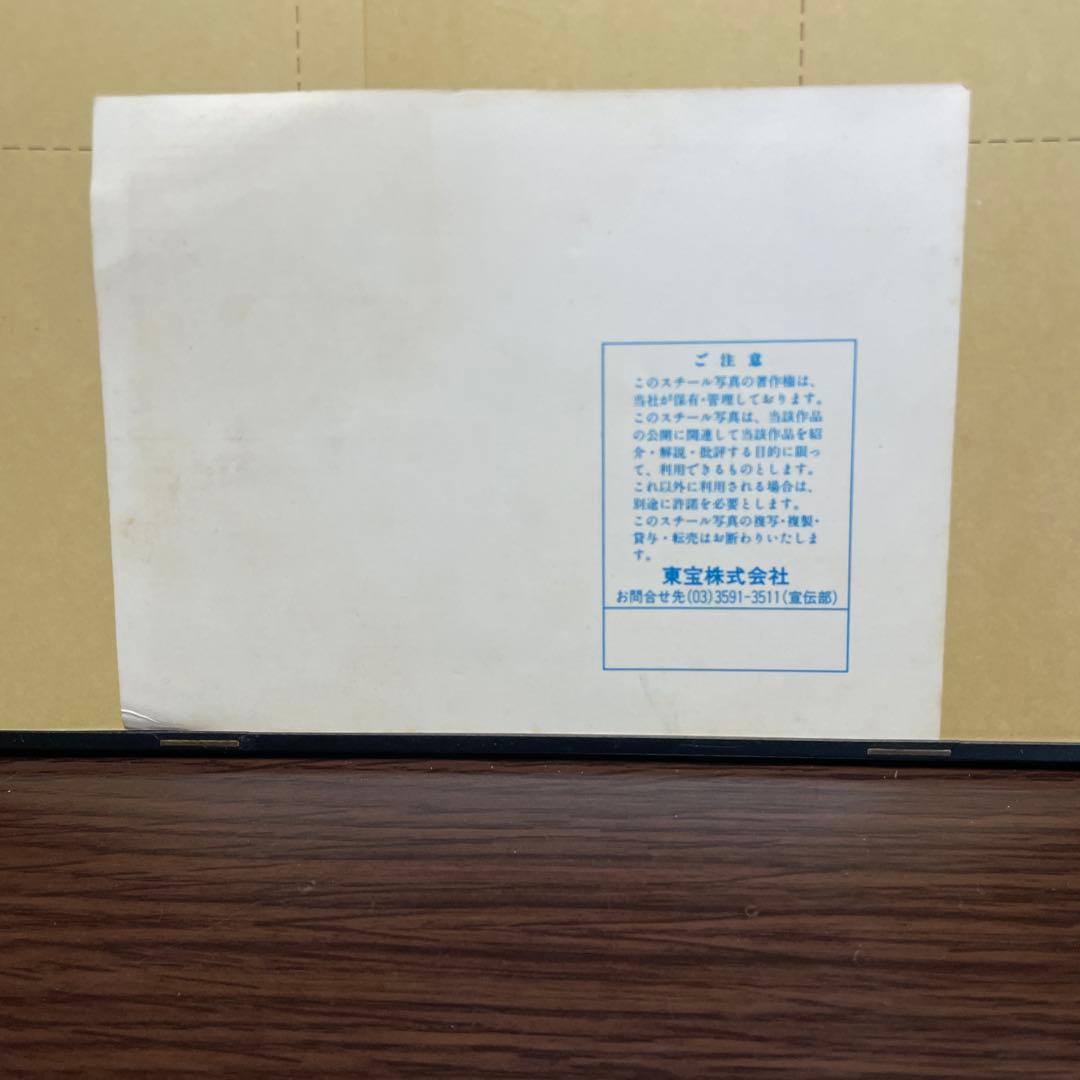 ご注意
このスチール写真の著作権は、
当社が保有・管理しております。
このスチール写真は、当該作品
の公開に関連して当該作品を紹
介・解説・批評する目的に限っ
て、利用できるものとします。
これ以外に利用される場合は、
別途に許諾を必要とします。
このスチール写真の複写・複製・
貸与・転売はお断わりいたしま
す。
東宝株式会社
お問合せ先(03)3591-3511(宣伝部)